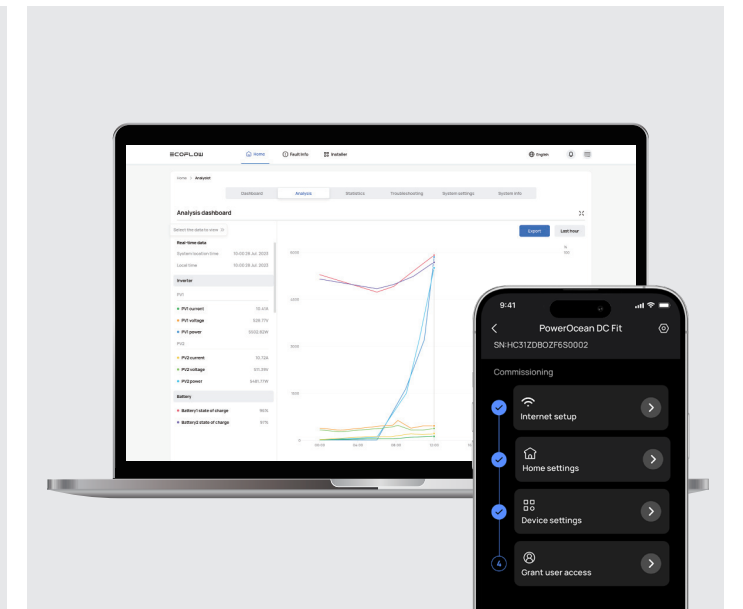 ECOFLOW
Home
Fault Info
Installer
English
Home > Analysis
Dashboard
Analysis
Statistics
Troubleshooting
System settings
System info
Analysis dashboard
Select the data to view
Export
Last hour
Real-time data
System location time
Local time
Inverter
PV1
PV1 current
PV1 voltage
PV1 power
PV2
PV2 current
PV2 voltage
PV2 power
Battery
Battery1 state of charge
Battery2 state of charge
9:41
PowerOcean DC Fit
SN:HC31ZDBOZF6S0002
Commissioning
Internet setup
Home settings
Device settings
4
Grant user access